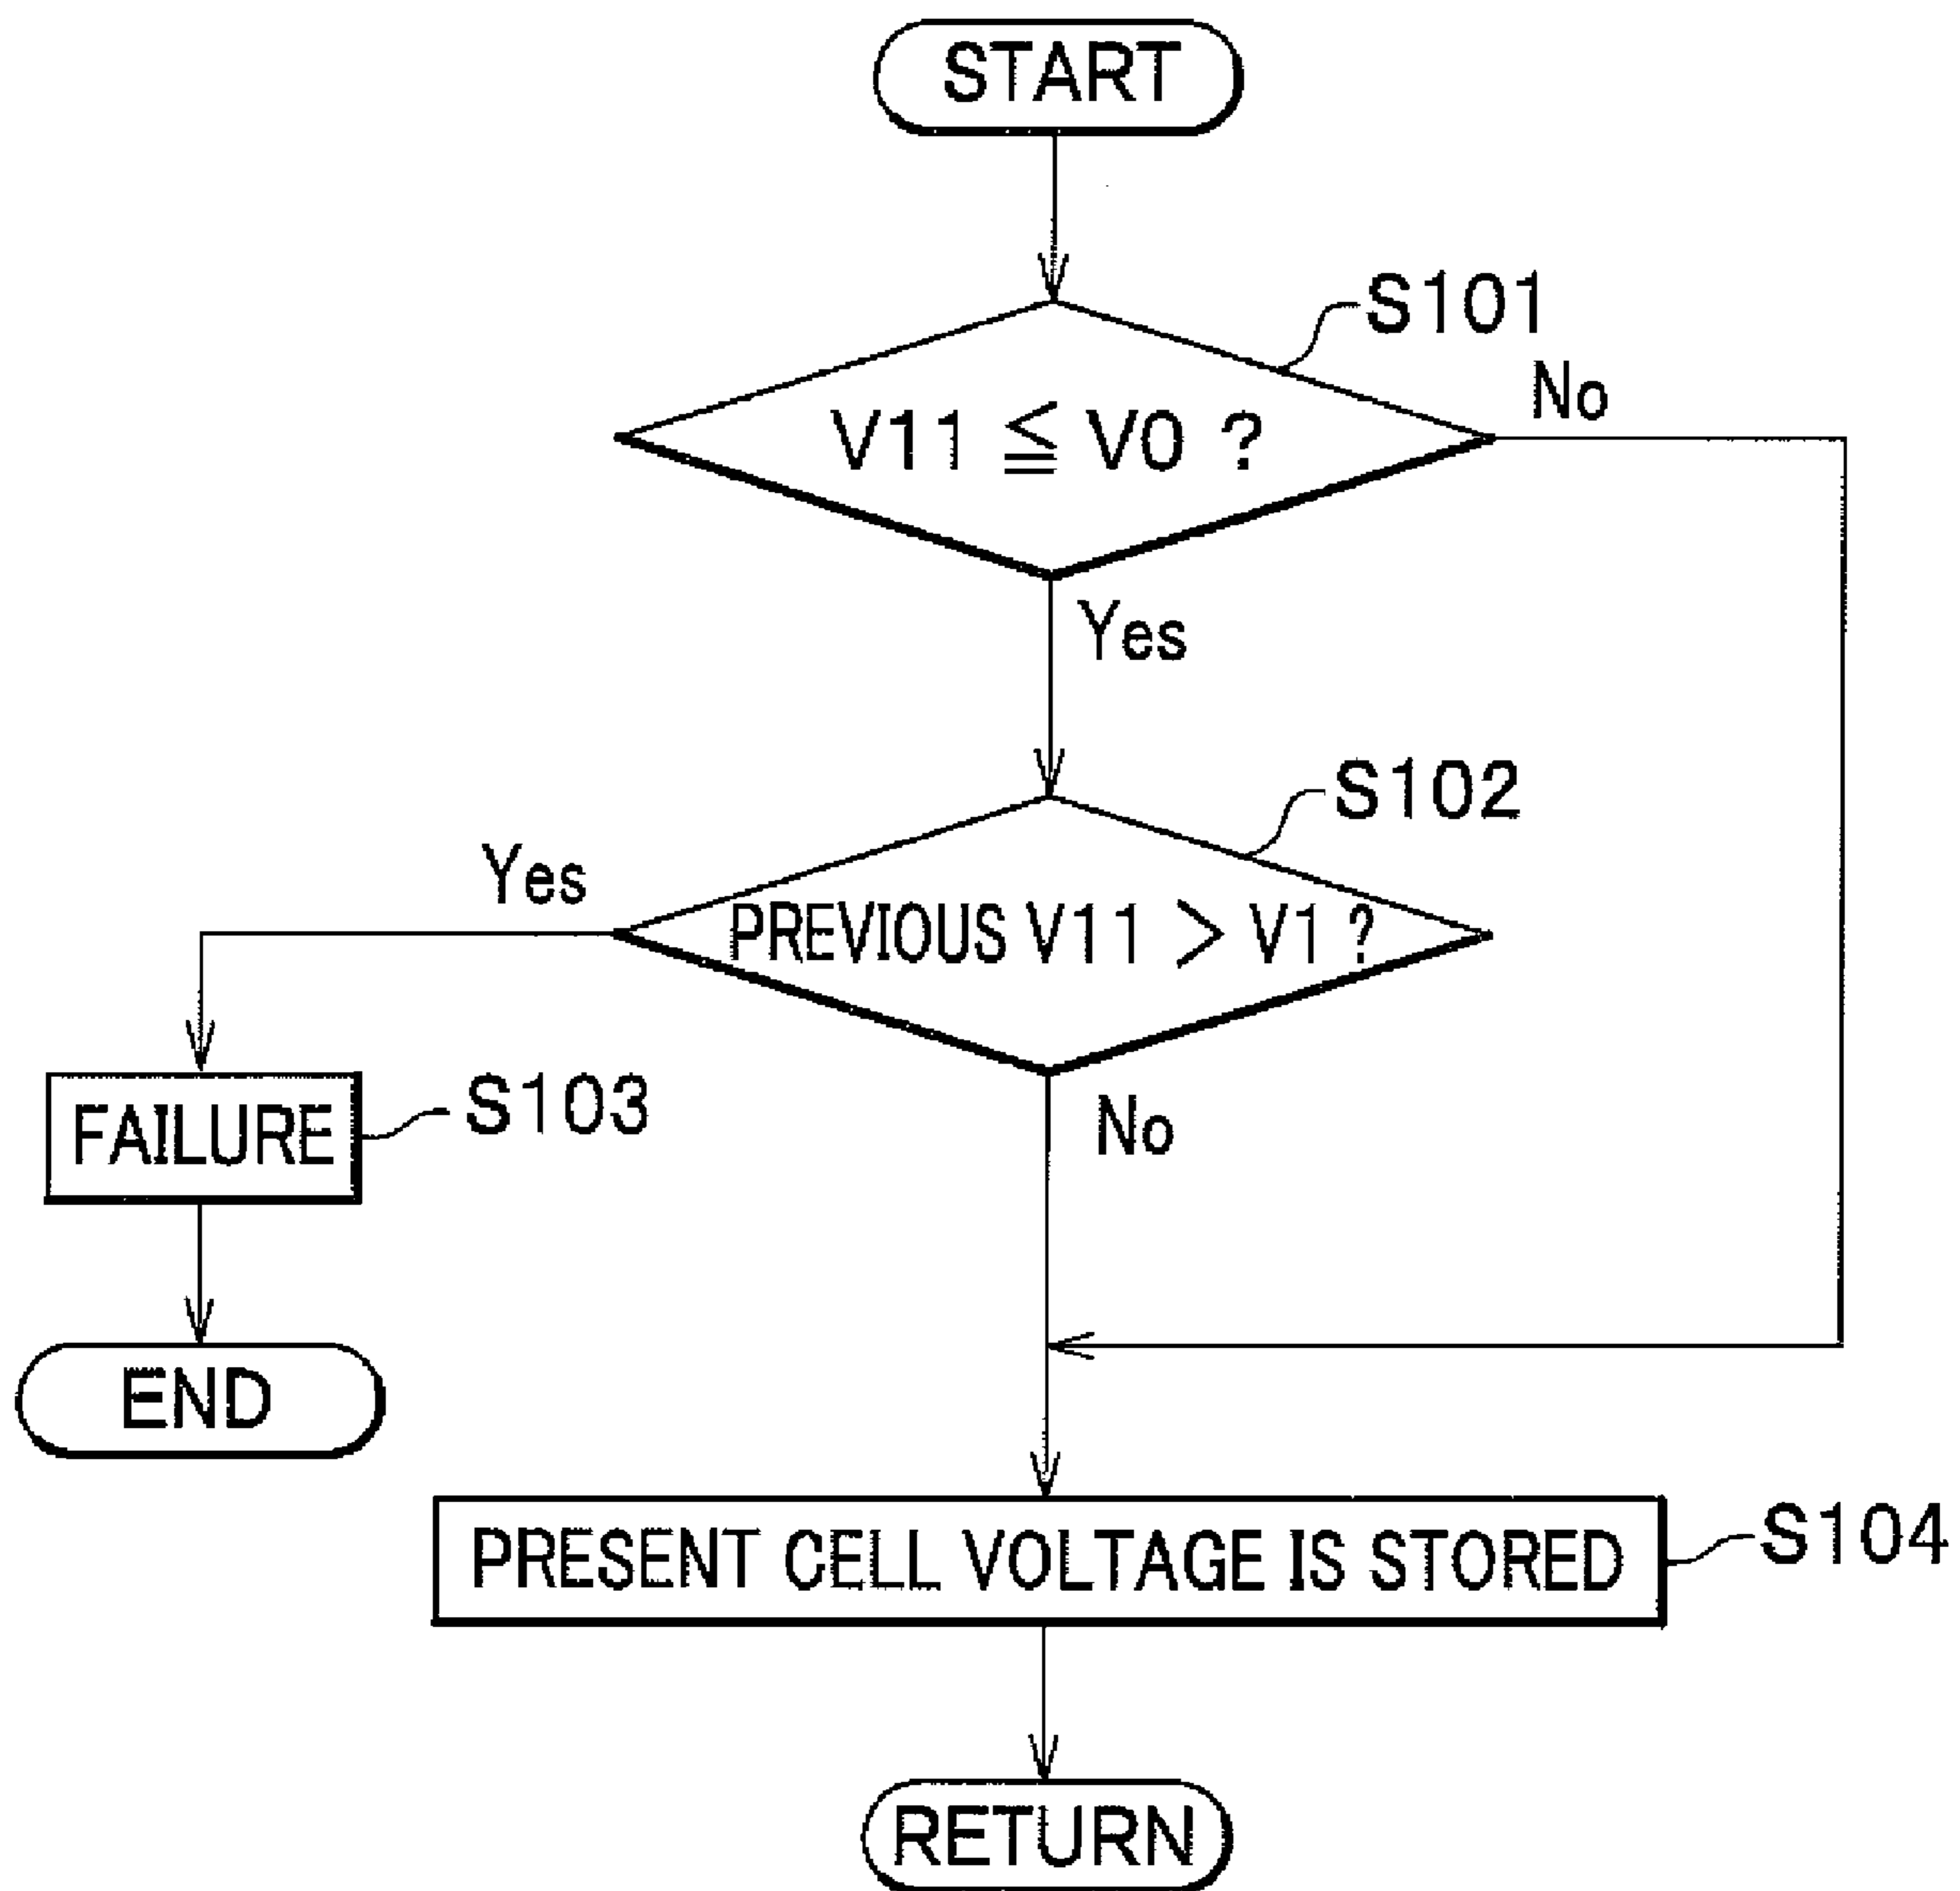 START
S101
V11 ≦ V0 ?
No
Yes
S102
Yes
PREVIOUS V11 > V1 ?
FAILURE
S103
No
END
PRESENT CELL VOLTAGE IS STORED
S104
RETURN